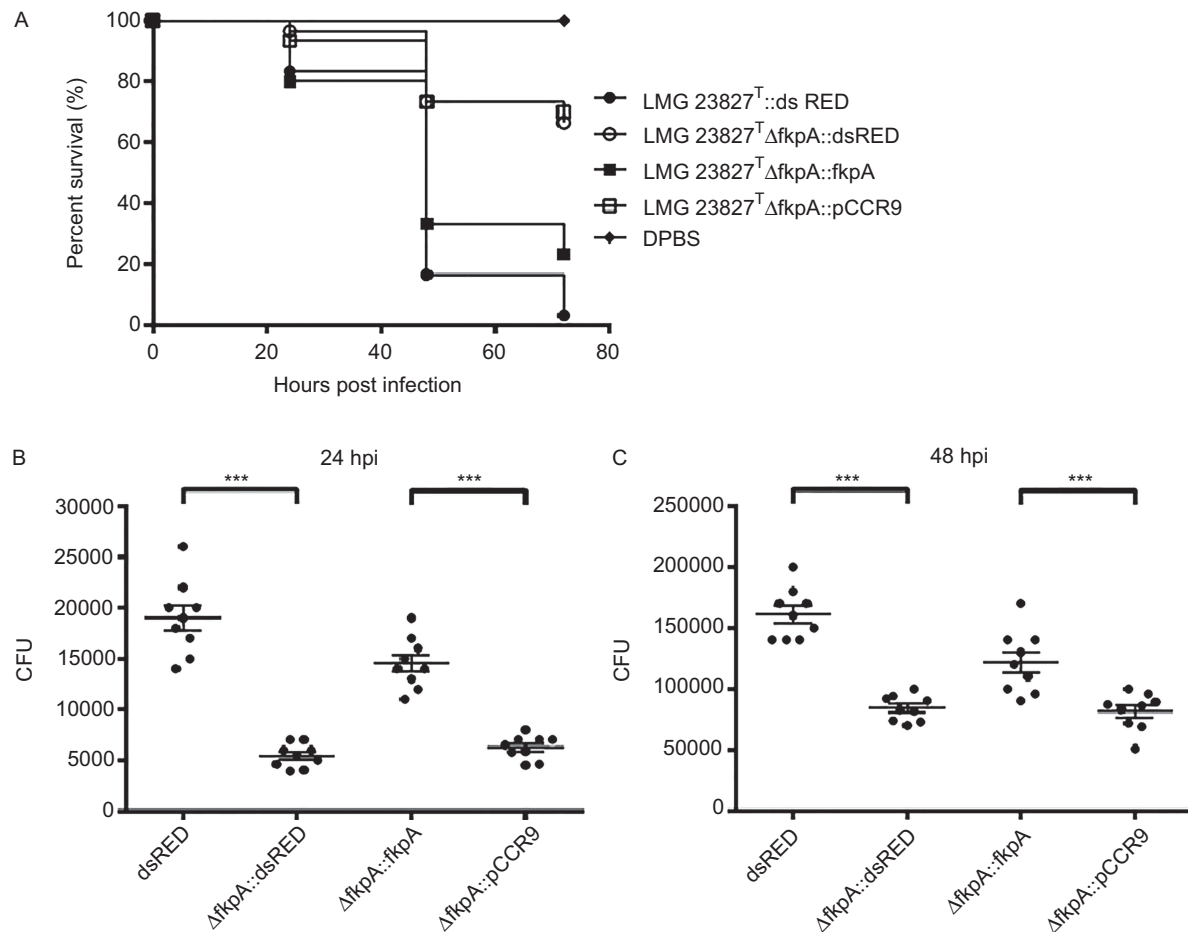 A
100
80
60
40
20
0
Percent survival (%)
0 20 40 60 80
Hours post infection
LMG 23827ᵀ::ds RED
LMG 23827ᵀΔfkpA::dsRED
LMG 23827ᵀΔfkpA::fkpA
LMG 23827ᵀΔfkpA::pCCR9
DPBS
B
24 hpi
*** ***
30000
25000
20000
15000
10000
5000
0
CFU
dsRED
ΔfkpA::dsRED
ΔfkpA::fkpA
ΔfkpA::pCCR9
C
48 hpi
*** ***
250000
200000
150000
100000
50000
0
CFU
dsRED
ΔfkpA::dsRED
ΔfkpA::fkpA
ΔfkpA::pCCR9